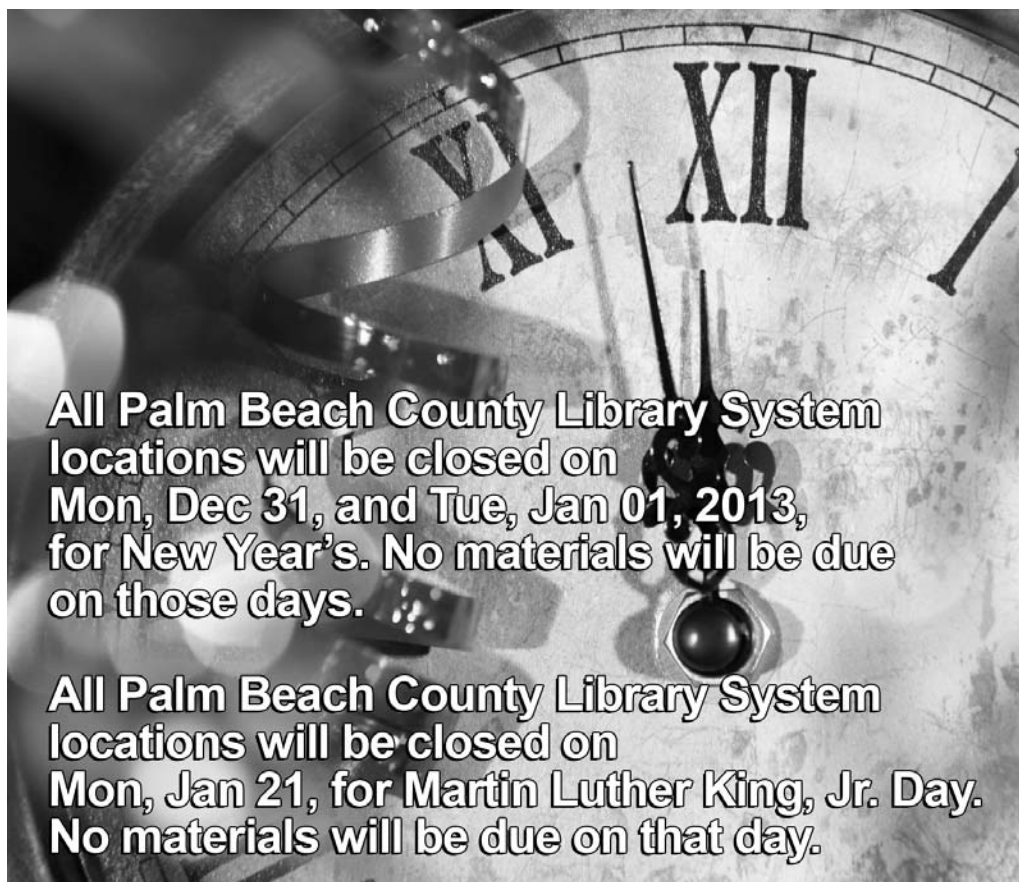 XI XII I
All Palm Beach County Library System
locations will be closed on
Mon, Dec 31, and Tue, Jan 01, 2013,
for New Year's. No materials will be due
on those days.
All Palm Beach County Library System
locations will be closed on
Mon, Jan 21, for Martin Luther King, Jr. Day.
No materials will be due on that day.